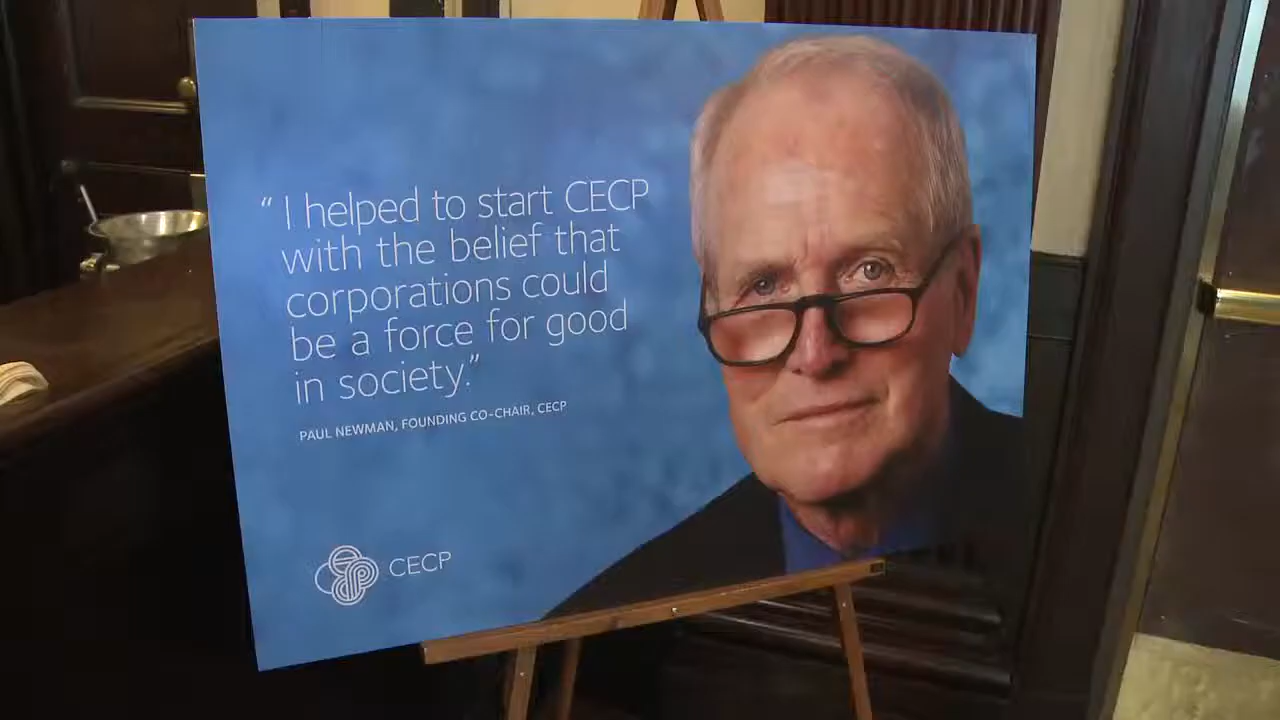 “ I helped to start CECP
with the belief that
corporations could
be a force for good
in society.”
PAUL NEWMAN, FOUNDING CO-CHAIR, CECP
CECP